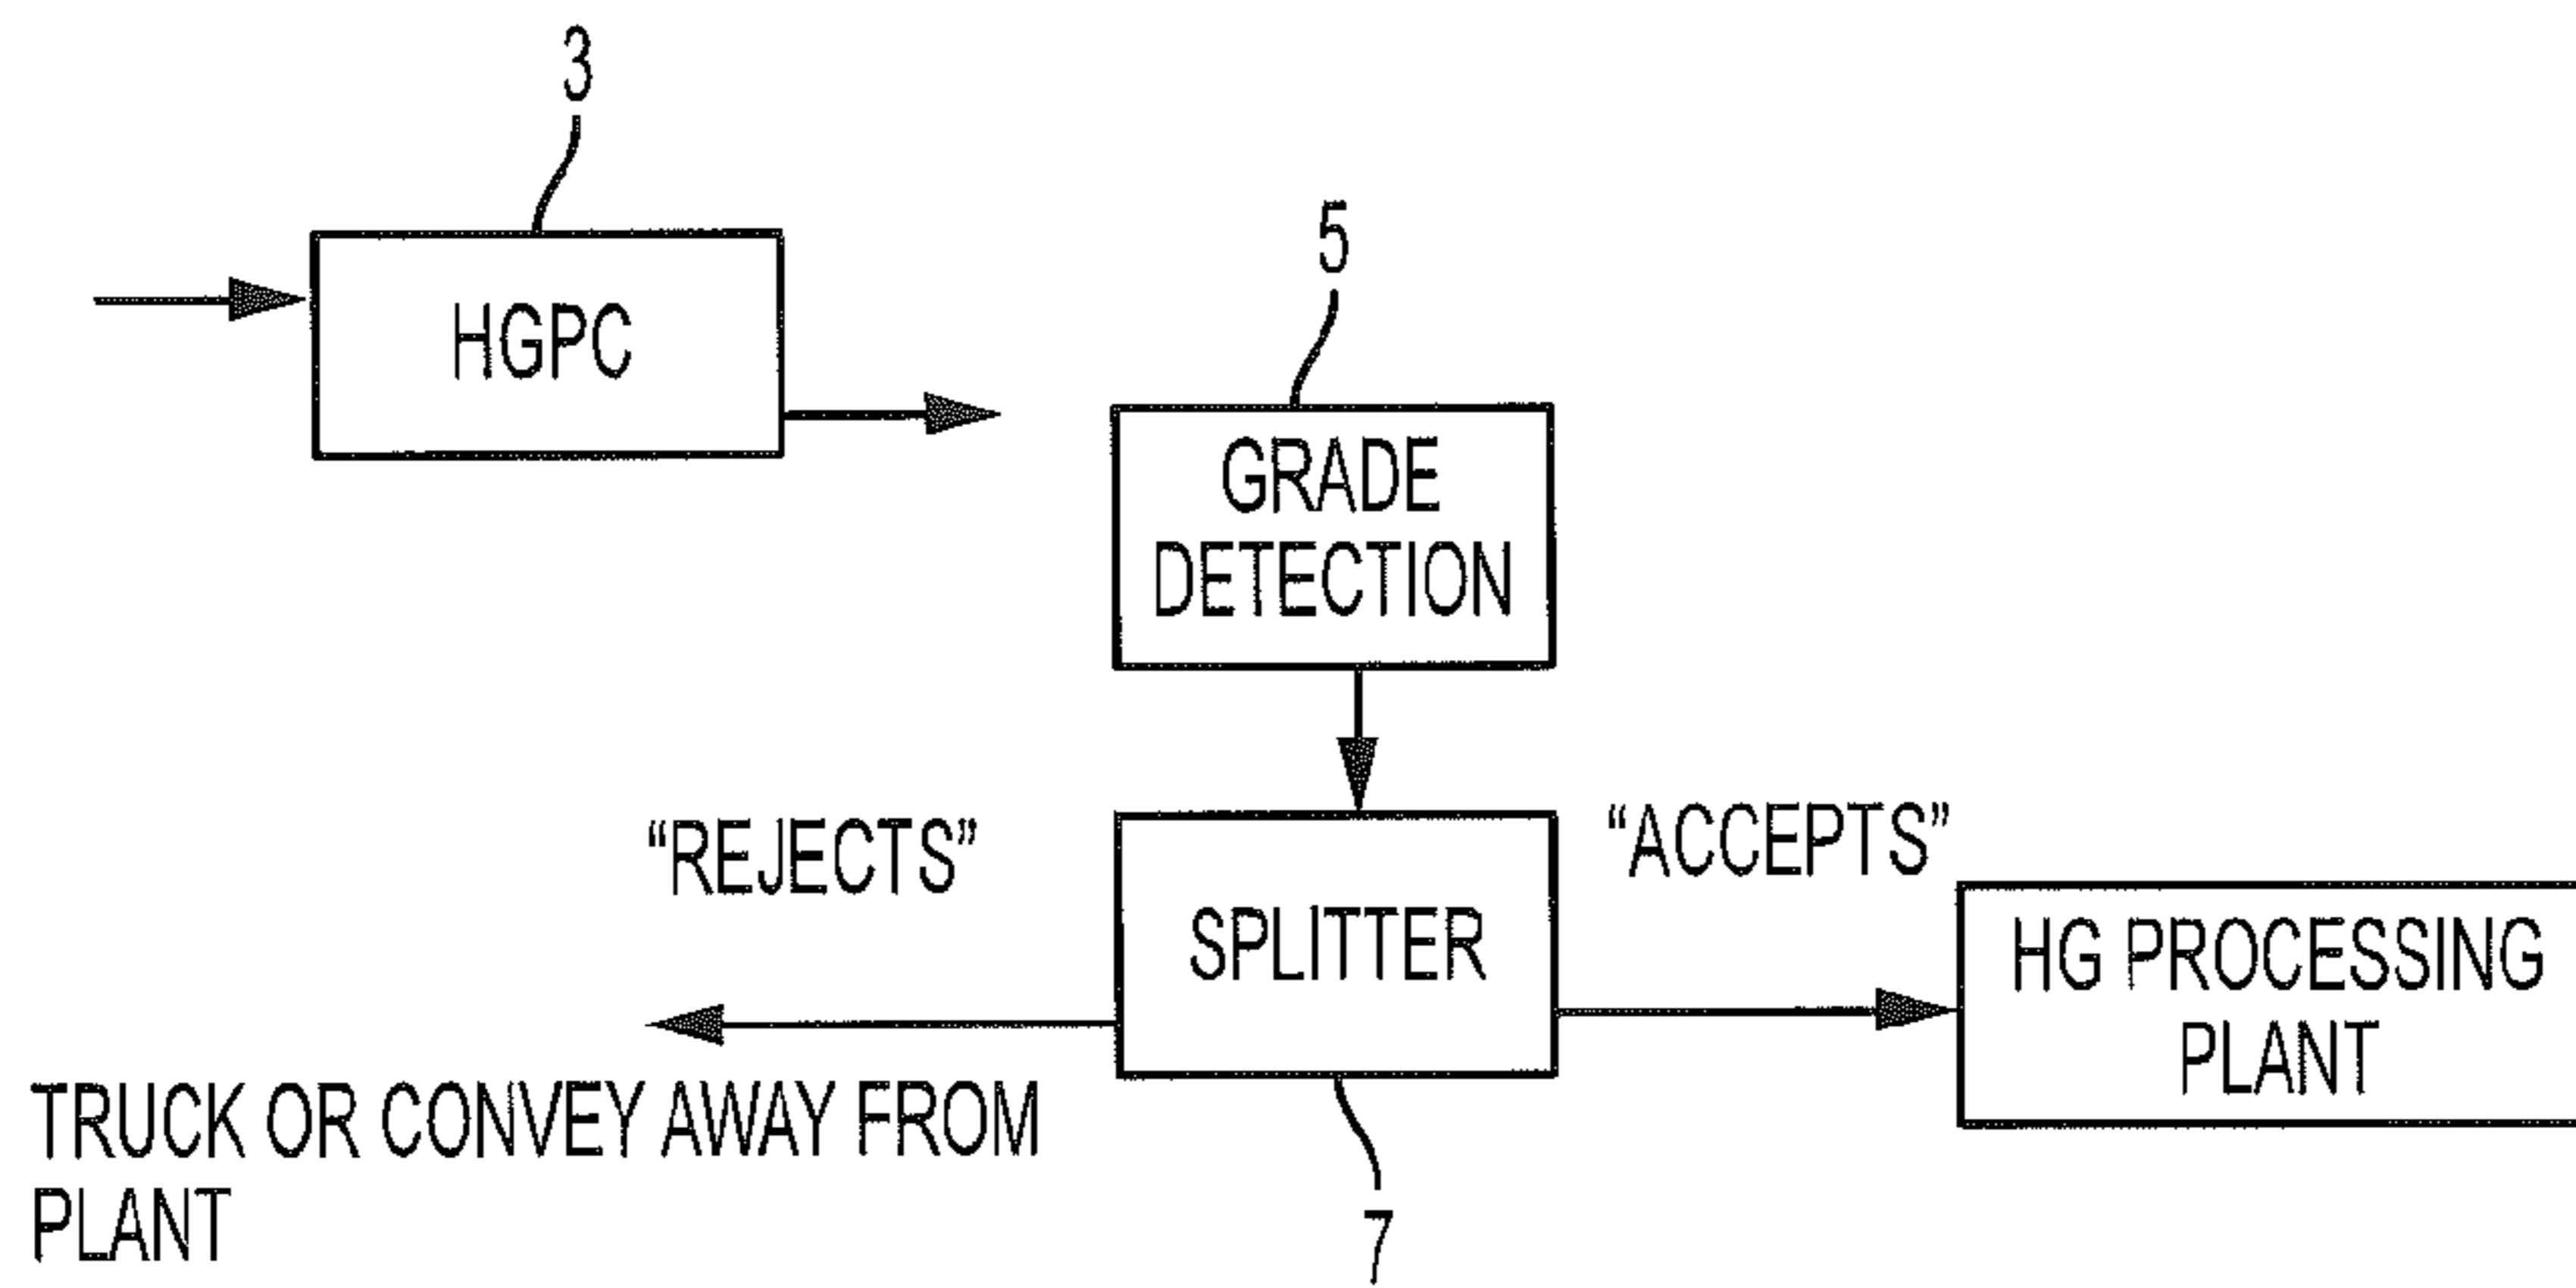 3
HGPC
5
GRADE
DETECTION
“REJECTS”
“ACCEPTS”
SPLITTER
HG PROCESSING
PLANT
TRUCK OR CONVEY AWAY FROM
PLANT
7